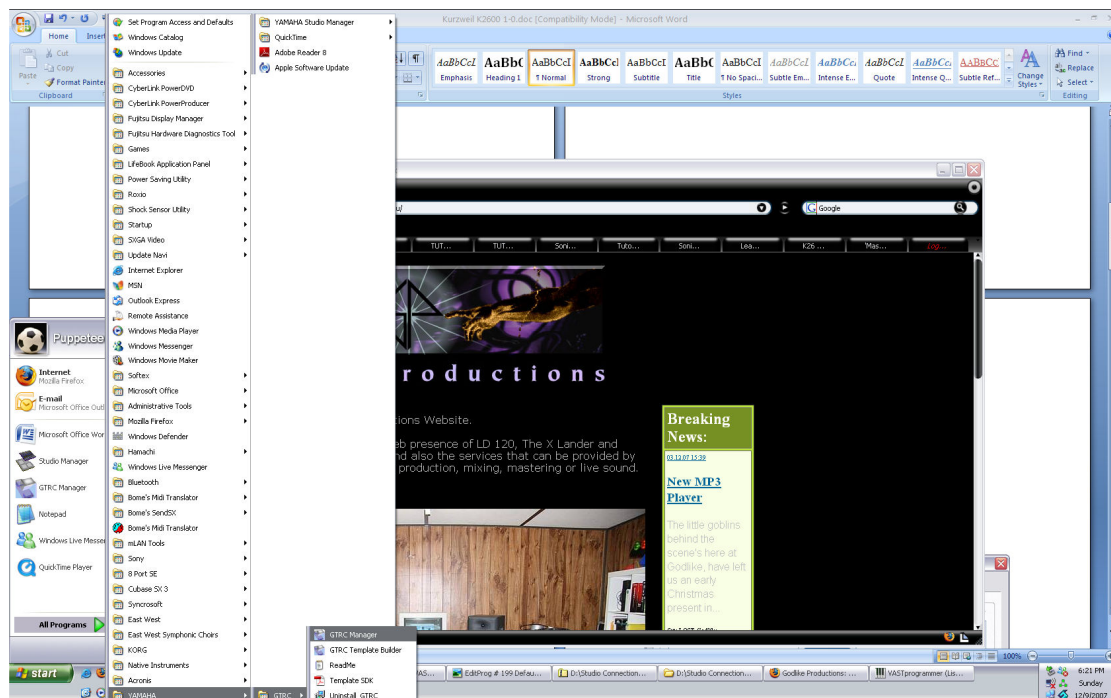 Kurzweil K2600 1-0.doc [Compatibility Mode] - Microsoft Word
Home
Cut
Copy
Paste
Format Painter
Clipboard
AaBbCcI Emphasis
AaBbC Heading 1
AaBbCcI ¶ Normal
AaBbCcI Strong
AaBbCcI Subtitle
AaBbC Title
AaBbCcI ¶ No Spaci...
AaBbCcI Subtle Em...
AaBbCc Intense E...
AaBbCcI Quote
AaBbCc Intense Q...
AABBCC Subtle Ref...
Change Styles
Styles
Find
Replace
Select
Editing
Set Program Access and Defaults
Windows Catalog
Windows Update
Accessories
CyberLink PowerDVD
CyberLink PowerProducer
Fujitsu Display Manager
Fujitsu Hardware Diagnostics Tool
Games
LifeBook Application Panel
Power Saving Utility
Roxio
Shock Sensor Utility
Startup
SXGA Video
Update Navi
Internet Explorer
MSN
Outlook Express
Remote Assistance
Windows Media Player
Windows Messenger
Windows Movie Maker
Softex
Microsoft Office
Administrative Tools
Mozilla Firefox
Windows Defender
Hamachi
Windows Live Messenger
Bluetooth
Bome's Midi Translator
Bome's SendSX
Bome's Midi Translator
mLAN Tools
Sony
8 Port SE
Cubase SX 3
Syncrosoft
East West
East West Symphonic Choirs
KORG
Native Instruments
Acronis
YAMAHA
YAMAHA Studio Manager
QuickTime
Adobe Reader 8
Apple Software Update
GTRC
GTRC Manager
GTRC Template Builder
ReadMe
Template SDK
Uninstall GTRC
Puppetee
Internet
Mozilla Firefox
E-mail
Microsoft Office Outl
Microsoft Office Wor
Studio Manager
GTRC Manager
Notepad
Windows Live Messe
QuickTime Player
All Programs
u/
Google
TUT...
TUT...
Soni...
Tuto...
Soni...
Lea...
K26 ...
'Mas...
Log...
roductions
ions Website.
eb presence of LD 120, The X Lander and
nd also the services that can be provided by
production, mixing, mastering or live sound.
Breaking
News:
03.12.07 15:39
New MP3
Player
The little goblins
behind the
scene's here at
Godlike, have left
us an early
Christmas
present in...
100%
start
AS...
EditProg # 199 Defau...
D:\Studio Connection...
D:\Studio Connection...
Godlike Productions: ...
VASTprogrammer (Lis...
6:21 PM
Sunday
12/9/2007